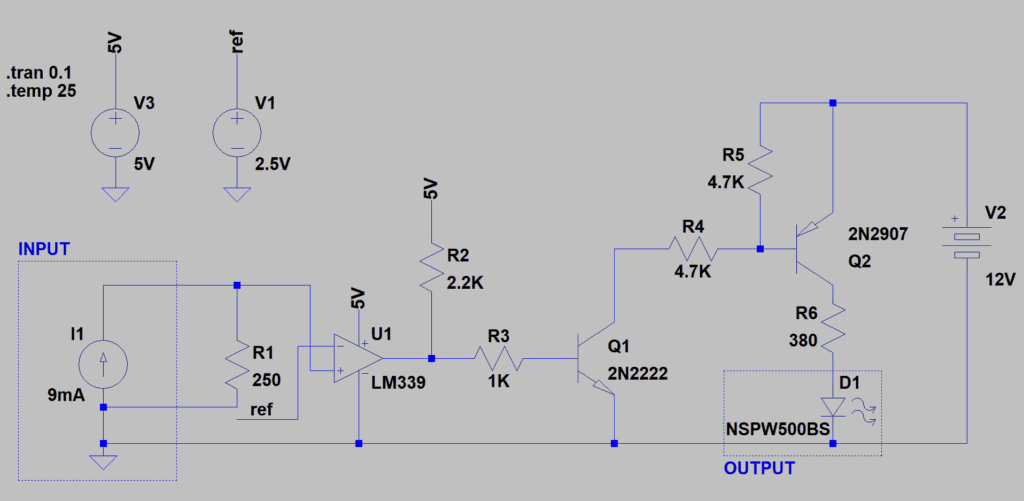 5V
ref
.tran 0.1
.temp 25
V3
5V
V1
2.5V
INPUT
I1
9mA
R1
250
ref
5V
U1
LM339
5V
R2
2.2K
R3
1K
Q1
2N2222
R4
4.7K
R5
4.7K
2N2907
Q2
R6
380
D1
NSPW500BS
OUTPUT
V2
12V